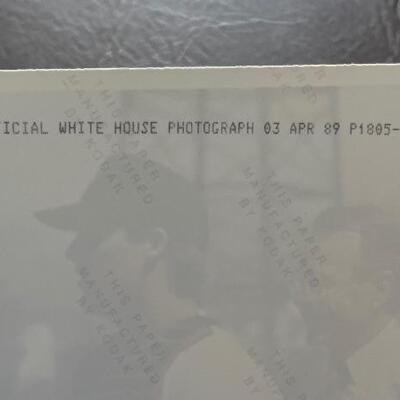 FICIAL WHITE HOUSE PHOTOGRAPH 03 APR 89 P1805-
THIS PAPER
MANUFACTURED
BY KODAK
THIS PAPER
MANUFACTURED
BY KODAK
THIS PAPER
MANUFACTURED
BY KODAK